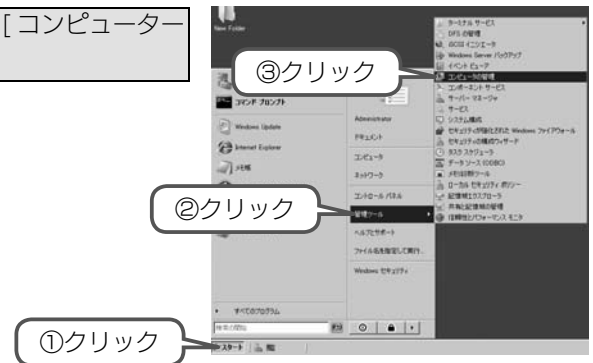 [コンピューター
New Folder
③クリック
コマンド プロンプト
Windows Update
Internet Explorer
メモ帳
②クリック
すべてのプログラム
検索の開始
①クリック
スタート
Administrator
ドキュメント
コンピュータ
ネットワーク
コントロール パネル
管理ツール
ヘルプとサポート
ファイル名を指定して実行...
Windows セキュリティ
ターミナル サービス
DFS の管理
iSCSI イニシエータ
Windows Server バックアップ
イベント ビューア
コンピュータの管理
コンポーネント サービス
サーバー マネージャ
サービス
システム構成
セキュリティが強化された Windows ファイアウォール
セキュリティの構成ウィザード
タスク スケジューラ
データ ソース (ODBC)
メモリ診断ツール
ローカル セキュリティ ポリシー
記憶域エクスプローラ
共有と記憶域の管理
信頼性とパフォーマンス モニタ